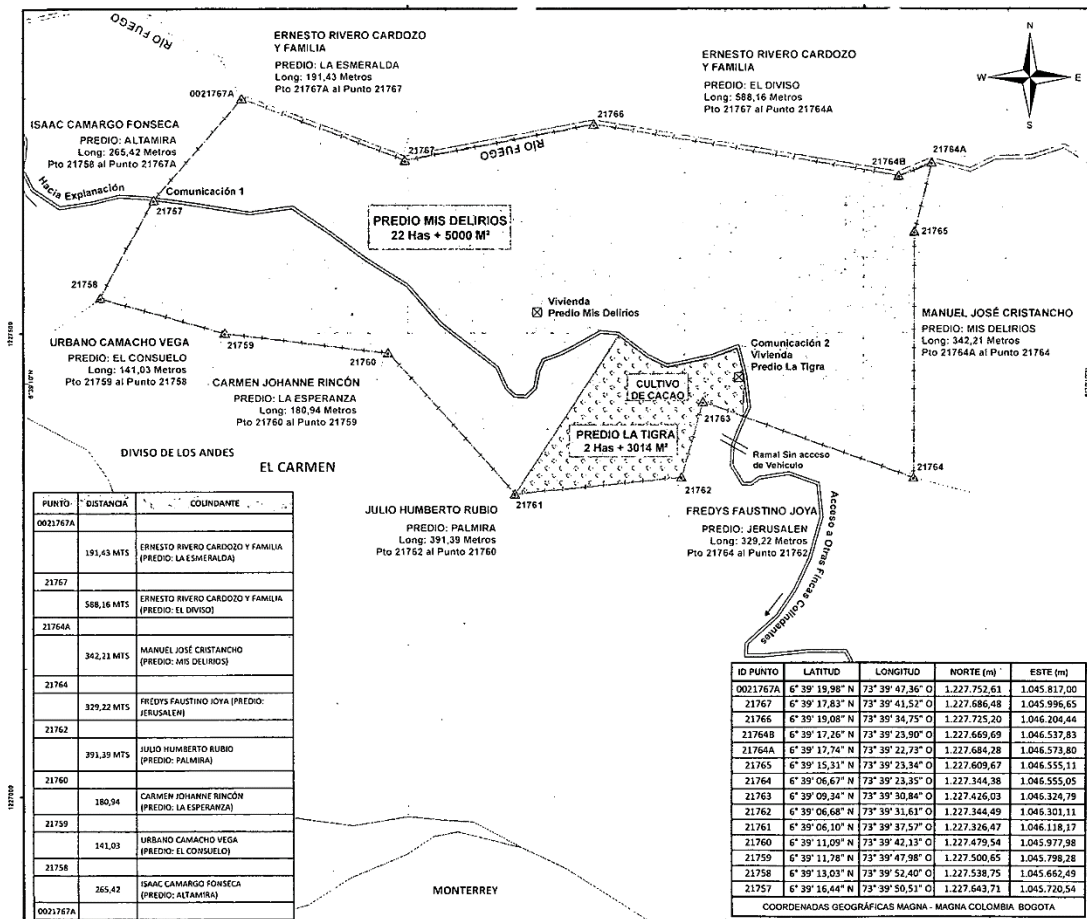 RÍO FUEGO
ERNESTO RIVERO CARDOZO
Y FAMILIA
PREDIO: LA ESMERALDA
Long: 191,43 Metros
Pto 21767A al Punto 21767
ERNESTO RIVERO CARDOZO
Y FAMILIA
PREDIO: EL DIVISO
Long: 588,16 Metros
Pto 21767 al Punto 21764A
N
W
E
S
0021767A
ISAAC CAMARGO FONSECA
PREDIO: ALTAMIRA
Long: 265,42 Metros
Pto 21758 al Punto 21767A
21766
21767
RÍO FUEGO
21764B
21764A
Hacia Explanación
Comunicación 1
21757
PREDIO MIS DELIRIOS
22 Has + 5000 M²
21765
21758
Vivienda
Predio Mis Delirios
MANUEL JOSÉ CRISTANCHO
PREDIO: MIS DELIRIOS
Long: 342,21 Metros
Pto 21764A al Punto 21764
1227500
URBANO CAMACHO VEGA
PREDIO: EL CONSUELO
Long: 141,03 Metros
Pto 21759 al Punto 21758
21759
21760
Comunicación 2
Vivienda
Predio La Tigra
CARMEN JOHANNE RINCÓN
PREDIO: LA ESPERANZA
Long: 180,94 Metros
Pto 21760 al Punto 21759
CULTIVO
DE CACAO
21763
PREDIO LA TIGRA
2 Has + 3014 M²
Ramal Sin acceso
de Vehiculo
DIVISO DE LOS ANDES
EL CARMEN
21764
21761
21762
JULIO HUMBERTO RUBIO
PREDIO: PALMIRA
Long: 391,39 Metros
Pto 21762 al Punto 21760
FREDYS FAUSTINO JOYA
PREDIO: JERUSALEN
Long: 329,22 Metros
Pto 21764 al Punto 21762
Acceso a Otras Fincas Colindantes
PUNTO DISTANCIA COLINDANTE
0021767A
191,43 MTS ERNESTO RIVERO CARDOZO Y FAMILIA
(PREDIO: LA ESMERALDA)
21767
588,16 MTS ERNESTO RIVERO CARDOZO Y FAMILIA
(PREDIO: EL DIVISO)
21764A
342,21 MTS MANUEL JOSÉ CRISTANCHO
(PREDIO: MIS DELIRIOS)
21764
329,22 MTS FREDYS FAUSTINO JOYA (PREDIO:
JERUSALEN)
21762
391,39 MTS JULIO HUMBERTO RUBIO
(PREDIO: PALMIRA)
21760
180,94 CARMEN JOHANNE RINCÓN
(PREDIO: LA ESPERANZA)
21759
141,03 URBANO CAMACHO VEGA
(PREDIO: EL CONSUELO)
21758
265,42 ISAAC CAMARGO FONSECA
(PREDIO: ALTAMIRA)
0021767A
1227000
MONTERREY
ID PUNTO LATITUD LONGITUD NORTE (m) ESTE (m)
0021767A 6° 39' 19,98" N 73° 39' 47,36" O 1.227.752,61 1.045.817,00
21767 6° 39' 17,83" N 73° 39' 41,52" O 1.227.686,48 1.045.996,65
21766 6° 39' 19,08" N 73° 39' 34,75" O 1.227.725,20 1.046.204,44
21764B 6° 39' 17,26" N 73° 39' 23,90" O 1.227.669,69 1.046.537,83
21764A 6° 39' 17,74" N 73° 39' 22,73" O 1.227.684,28 1.046.573,80
21765 6° 39' 15,31" N 73° 39' 23,34" O 1.227.609,67 1.046.555,11
21764 6° 39' 06,67" N 73° 39' 23,35" O 1.227.344,38 1.046.555,05
21763 6° 39' 09,34" N 73° 39' 30,84" O 1.227.426,03 1.046.324,79
21762 6° 39' 06,68" N 73° 39' 31,61" O 1.227.344,49 1.046.301,11
21761 6° 39' 06,10" N 73° 39' 37,57" O 1.227.326,47 1.046.118,17
21760 6° 39' 11,09" N 73° 39' 42,13" O 1.227.479,54 1.045.977,98
21759 6° 39' 11,78" N 73° 39' 47,98" O 1.227.500,65 1.045.798,28
21758 6° 39' 13,03" N 73° 39' 52,40" O 1.227.538,75 1.045.662,49
21757 6° 39' 16,44" N 73° 39' 50,51" O 1.227.643,71 1.045.720,54
COORDENADAS GEOGRÁFICAS MAGNA - MAGNA COLOMBIA BOGOTA